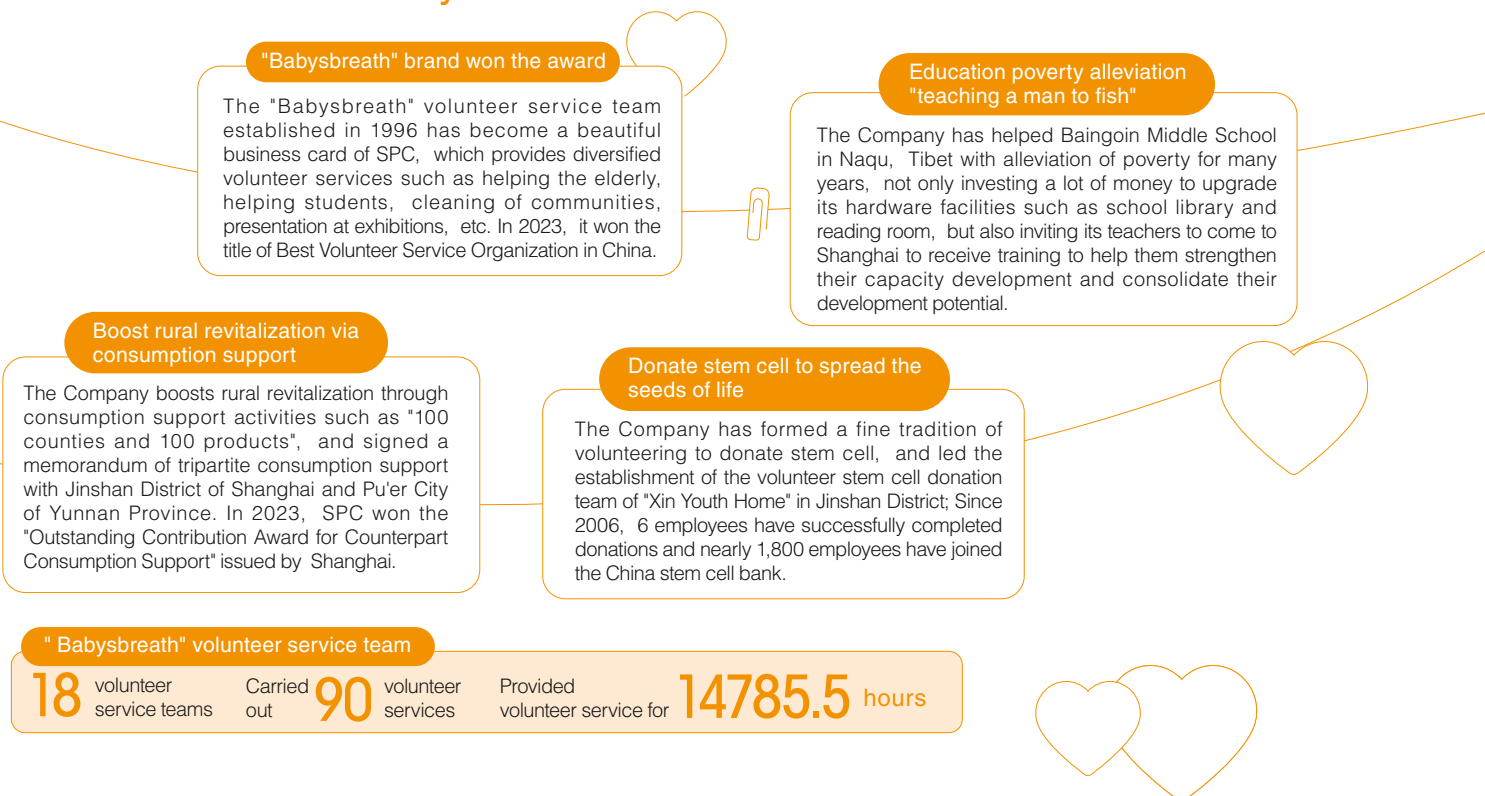 "Babysbreath" brand won the award
The "Babysbreath" volunteer service team
established in 1996 has become a beautiful
business card of SPC, which provides diversified
volunteer services such as helping the elderly,
helping students, cleaning of communities,
presentation at exhibitions, etc. In 2023, it won the
title of Best Volunteer Service Organization in China.
Education poverty alleviation
"teaching a man to fish"
The Company has helped Baingoin Middle School
in Naqu, Tibet with alleviation of poverty for many
years, not only investing a lot of money to upgrade
its hardware facilities such as school library and
reading room, but also inviting its teachers to come to
Shanghai to receive training to help them strengthen
their capacity development and consolidate their
development potential.
Boost rural revitalization via
consumption support
The Company boosts rural revitalization through
consumption support activities such as "100
counties and 100 products", and signed a
memorandum of tripartite consumption support
with Jinshan District of Shanghai and Pu'er City
of Yunnan Province. In 2023, SPC won the
"Outstanding Contribution Award for Counterpart
Consumption Support" issued by Shanghai.
Donate stem cell to spread the
seeds of life
The Company has formed a fine tradition of
volunteering to donate stem cell, and led the
establishment of the volunteer stem cell donation
team of "Xin Youth Home" in Jinshan District; Since
2006, 6 employees have successfully completed
donations and nearly 1,800 employees have joined
the China stem cell bank.
" Babysbreath" volunteer service team
18 volunteer
service teams
Carried
out
90 volunteer
services
Provided
volunteer service for 14785.5 hours